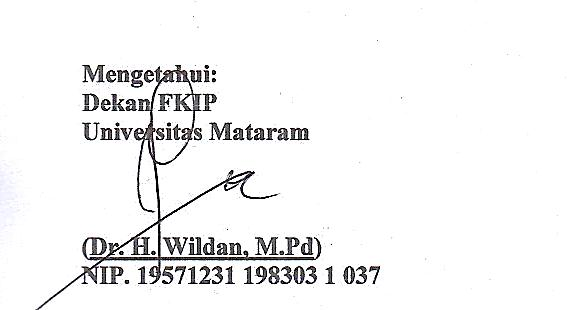 Mengetahui:
Dekan FKIP
Universitas Mataram
(Dr. H. Wildan, M.Pd)
NIP. 19571231 198303 1 037